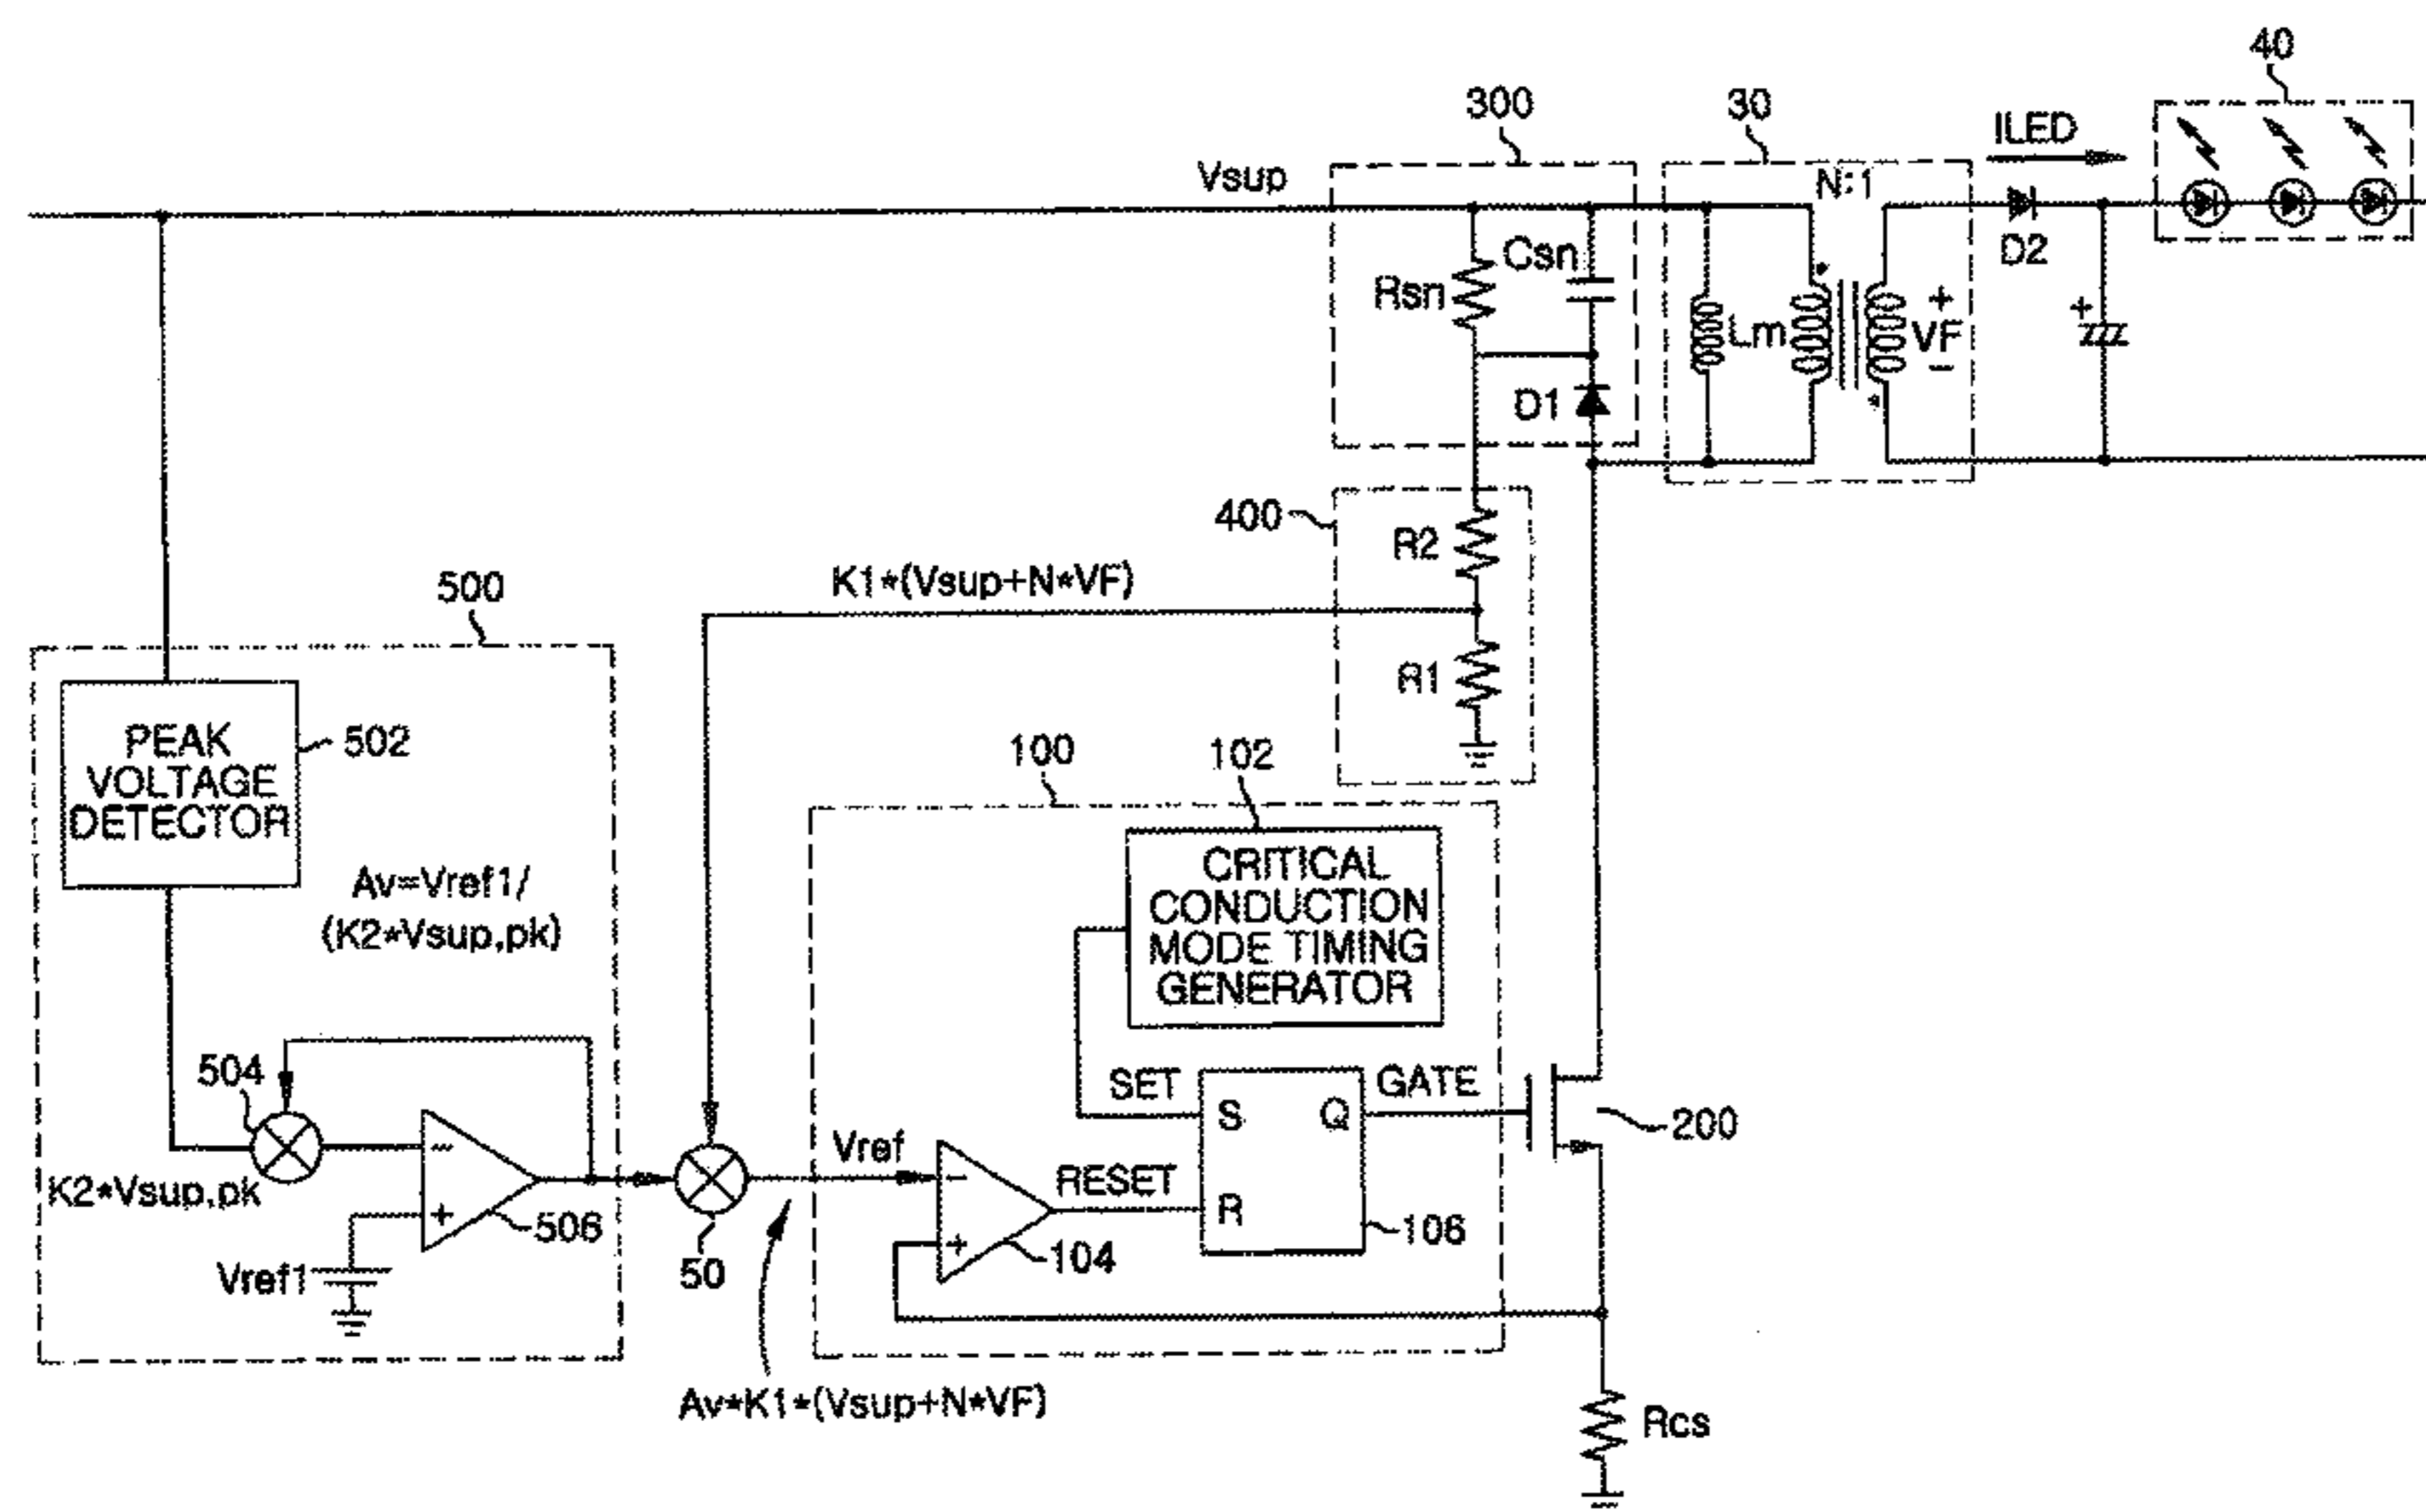 40
300
30
ILED
Vsup
N:1
Csn
Rsn
D2
Lm
+
VF
−
+
D1
400
R2
K1*(Vsup+N*VF)
500
R1
PEAK
VOLTAGE
DETECTOR
502
100
102
Av=Vref1/
(K2*Vsup,pk)
CRITICAL
CONDUCTION
MODE TIMING
GENERATOR
504
SET
GATE
S
Q
200
−
Vref
−
K2*Vsup,pk
RESET
R
+
506
50
+
104
106
Vref1
Av*K1*(Vsup+N*VF)
Rcs